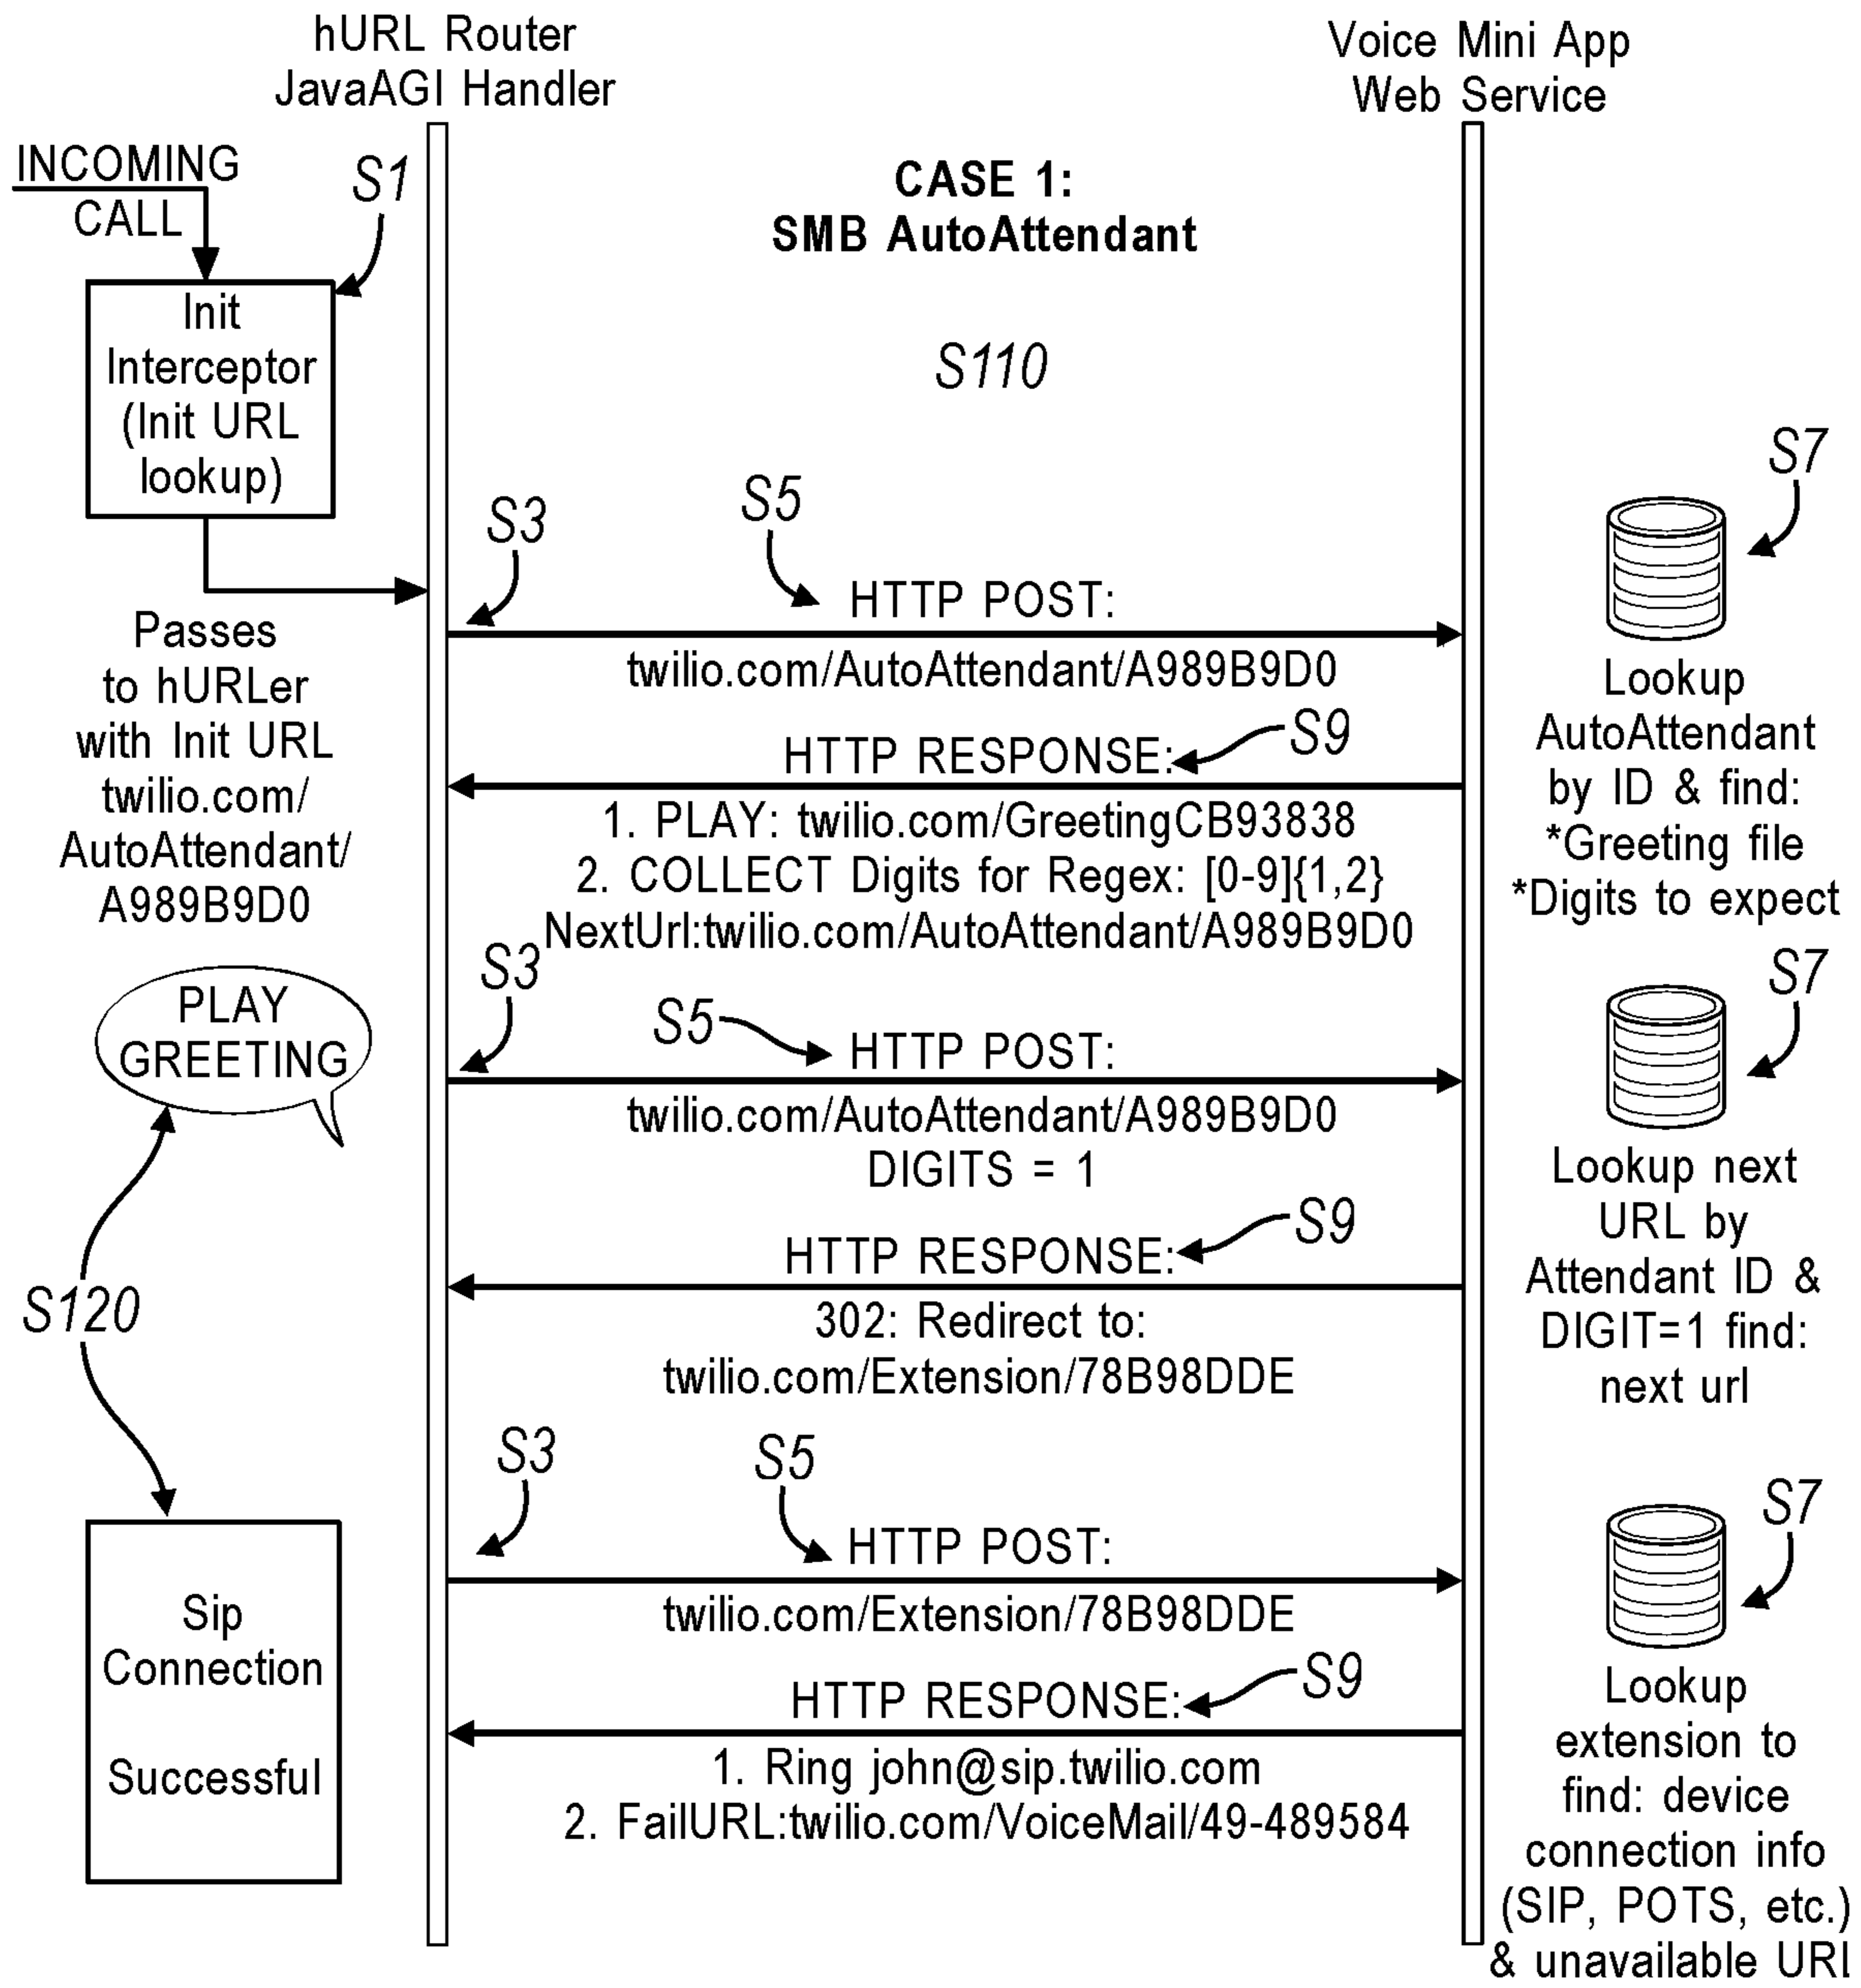 hURL Router
JavaAGI Handler
Voice Mini App
Web Service
INCOMING
CALL
S1
CASE 1:
SMB AutoAttendant
S110
Init
Interceptor
(Init URL
lookup)
S3
S5
HTTP POST:
twilio.com/AutoAttendant/A989B9D0
S7
Lookup
AutoAttendant
by ID & find:
*Greeting file
*Digits to expect
Passes
to hURLer
with Init URL
twilio.com/
AutoAttendant/
A989B9D0
HTTP RESPONSE:
S9
1. PLAY: twilio.com/GreetingCB93838
2. COLLECT Digits for Regex: [0-9]{1,2}
NextUrl:twilio.com/AutoAttendant/A989B9D0
PLAY
GREETING
S3
S5
HTTP POST:
twilio.com/AutoAttendant/A989B9D0
DIGITS = 1
S7
Lookup next
URL by
Attendant ID &
DIGIT=1 find:
next url
S120
HTTP RESPONSE:
S9
302: Redirect to:
twilio.com/Extension/78B98DDE
S3
S5
HTTP POST:
twilio.com/Extension/78B98DDE
S7
Lookup
extension to
find: device
connection info
(SIP, POTS, etc.)
& unavailable URI
Sip
Connection
Successful
HTTP RESPONSE:
S9
1. Ring john@sip.twilio.com
2. FailURL:twilio.com/VoiceMail/49-489584